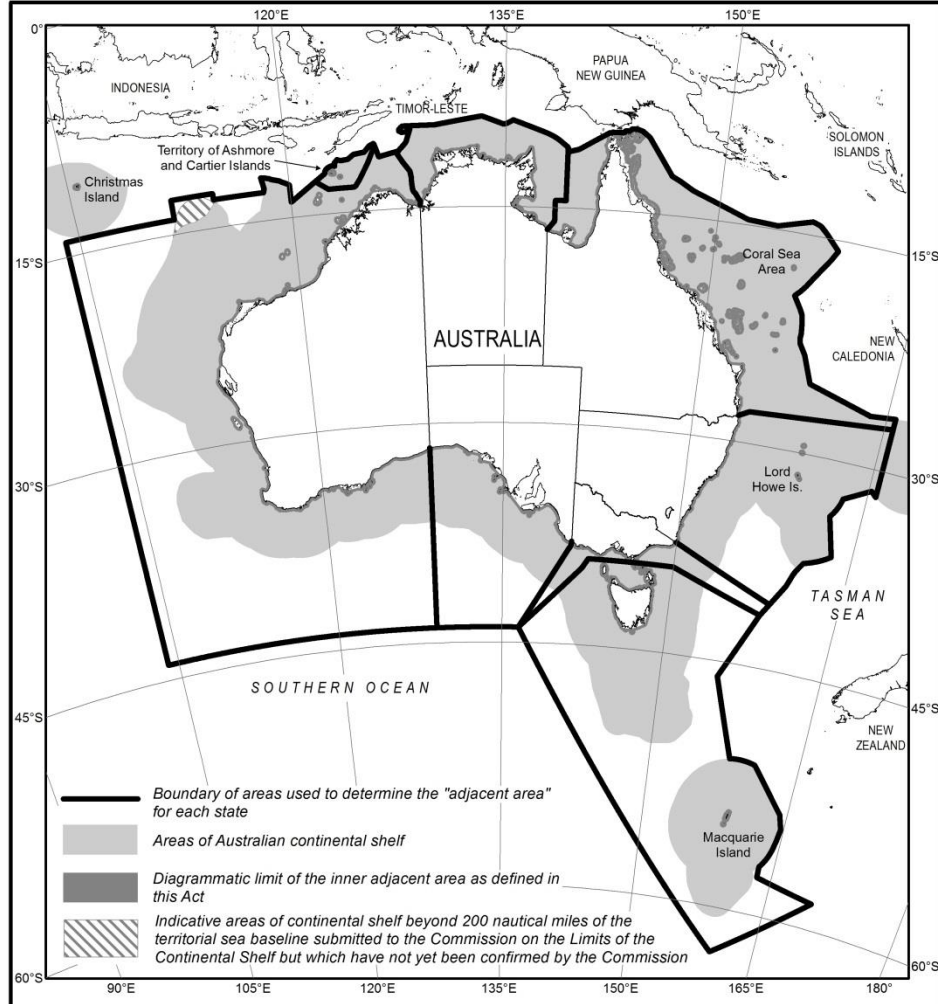 120°E
135°E
150°E
0°
PAPUA
NEW GUINEA
INDONESIA
TIMOR-LESTE
SOLOMON
ISLANDS
Territory of Ashmore
and Cartier Islands
Christmas
Island
15°S
15°S
Coral Sea
Area
AUSTRALIA
NEW
CALEDONIA
30°S
30°S
Lord
Howe Is.
TASMAN
SEA
SOUTHERN OCEAN
45°S
45°S
NEW
ZEALAND
Macquarie
Island
Boundary of areas used to determine the "adjacent area"
for each state
Areas of Australian continental shelf
Diagrammatic limit of the inner adjacent area as defined in
this Act
Indicative areas of continental shelf beyond 200 nautical miles of the
territorial sea baseline submitted to the Commission on the Limits of the
Continental Shelf but which have not yet been confirmed by the Commission
60°S
60°S
90°E
105°E
120°E
135°E
150°E
165°E
180°